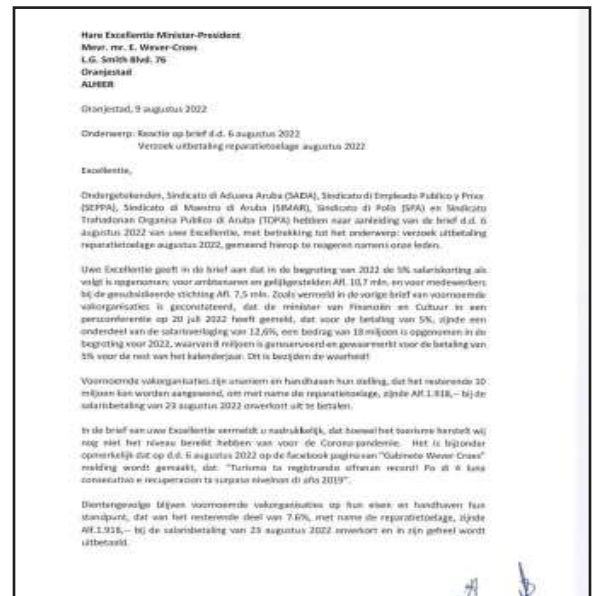 Hare Excellentie Minister-President
Mevr. mr. E. Wever-Croes
L.G. Smith Blvd. 76
Oranjestad
ALHIER
Oranjestad, 9 augustus 2022
Onderwerp: Reactie op brief d.d. 6 augustus 2022
Verzoek uitbetaling reparatietoelage augustus 2022
Excellentie,
Ondergetekenden, Sindicato di Aduana Aruba (SADA), Sindicato di Empleado Publico y Prive
(SEPPA), Sindicato di Maestro di Aruba (SIMAR), Sindicato di Polis (SPA) en Sindicato
Trahadonan Organisa Publico di Aruba (TOPA) hebben naar aanleiding van de brief d.d. 6
augustus 2022 van uwe Excellentie, met betrekking tot het onderwerp: verzoek uitbetaling
reparatietoelage augustus 2022, gemeend hierop te reageren namens onze leden.
Uwe Excellentie geeft in de brief aan dat in de begroting van 2022 de 5% salariskorting als
volgt is opgenomen: voor ambtenaren en gelijkgestelden Afl. 10,7 mln. en voor medewerkers
bij de gesubsidieerde stichting Afl. 7,5 mln. Zoals vermeld in de vorige brief van voornoemde
vakorganisaties is geconstateerd, dat de minister van Financiën en Cultuur in een
persconferentie op 20 juli 2022 heeft gemeld, dat voor de betaling van 5%, zijnde een
onderdeel van de salarisverlaging van 12,6%, een bedrag van 18 miljoen is opgenomen in de
begroting voor 2022, waarvan 8 miljoen is gereserveerd en gewaarmerkt voor de betaling van
5% voor de rest van het kalenderjaar. Dit is bezijden de waarheid!
Voornoemde vakorganisaties zijn unaniem en handhaven hun stelling, dat het resterende 10
miljoen kan worden aangewend, om met name de reparatietoelage, zijnde Afl.1.918,-- bij de
salarisbetaling van 23 augustus 2022 onverkort uit te betalen.
In de brief van uwe Excellentie vermeldt u nadrukkelijk, dat hoewel het toerisme herstelt wij
nog niet het niveau bereikt hebben van voor de Corona-pandemie. Het is bijzonder
opmerkelijk dat op d.d. 6 augustus 2022 op de facebook pagina van "Gabinete Wever Croes"
melding wordt gemaakt, dat: "Turismo ta registrando cifranan record! Pa di 4 luna
consecutivo e recuperacion ta surpasa nivelnan di aña 2019".
Dientengevolge blijven voornoemde vakorganisaties op hun eisen en handhaven hun
standpunt, dat van het resterende deel van 7.6%, met name de reparatietoelage, zijnde
Afl.1.918,-- bij de salarisbetaling van 23 augustus 2022 onverkort en in zijn geheel wordt
uitbetaald.